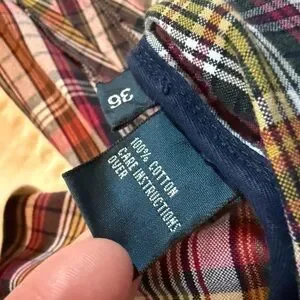 36
100% COTTON
CARE INSTRUCTIONS
OVER